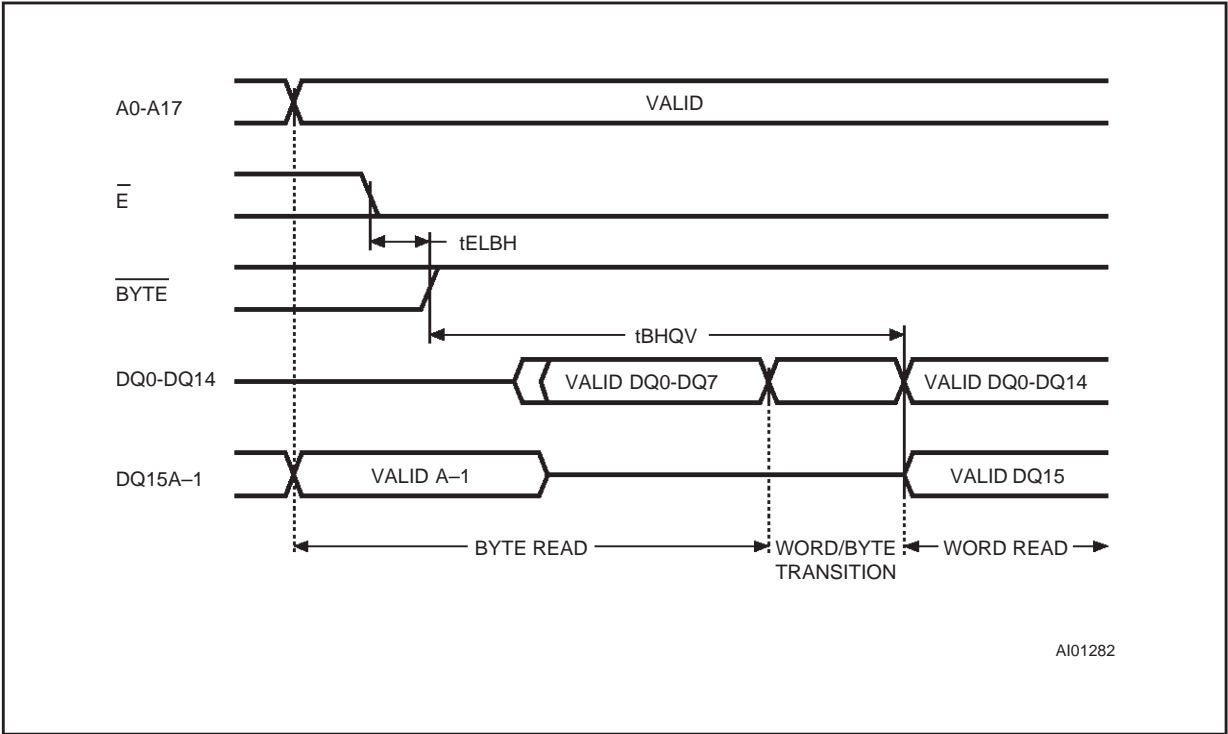 A0-A17
VALID
E̅
tELBH
B̅Y̅T̅E̅
tBHQV
DQ0-DQ14
VALID DQ0-DQ7
VALID DQ0-DQ14
DQ15A–1
VALID A–1
VALID DQ15
BYTE READ
WORD/BYTE
TRANSITION
WORD READ
AI01282